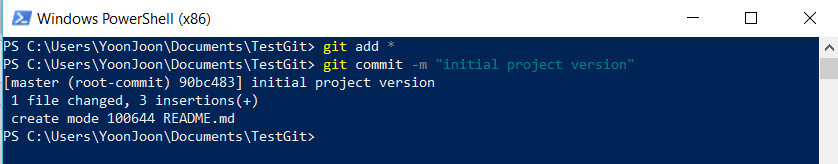 Windows PowerShell (x86)
PS C:\Users\YoonJoon\Documents\TestGit> git add *
PS C:\Users\YoonJoon\Documents\TestGit> git commit -m "initial project version"
[master (root-commit) 90bc483] initial project version
 1 file changed, 3 insertions(+)
 create mode 100644 README.md
PS C:\Users\YoonJoon\Documents\TestGit>